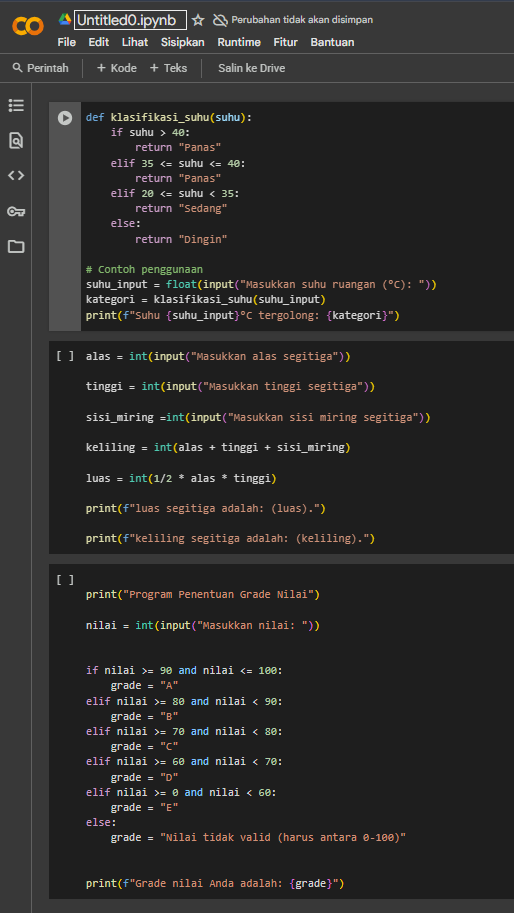 Untitled0.ipynb
Perubahan tidak akan disimpan
File Edit Lihat Sisipkan Runtime Fitur Bantuan
Perintah + Kode + Teks Salin ke Drive
def klasifikasi_suhu(suhu):
    if suhu > 40:
        return "Panas"
    elif 35 <= suhu <= 40:
        return "Panas"
    elif 20 <= suhu < 35:
        return "Sedang"
    else:
        return "Dingin"
# Contoh penggunaan
suhu_input = float(input("Masukkan suhu ruangan (°C): "))
kategori = klasifikasi_suhu(suhu_input)
print(f"Suhu {suhu_input}°C tergolong: {kategori}")
[ ] alas = int(input("Masukkan alas segitiga"))
tinggi = int(input("Masukkan tinggi segitiga"))
sisi_miring =int(input("Masukkan sisi miring segitiga"))
keliling = int(alas + tinggi + sisi_miring)
luas = int(1/2 * alas * tinggi)
print(f"luas segitiga adalah: (luas).")
print(f"keliling segitiga adalah: (keliling).")
[ ]
print("Program Penentuan Grade Nilai")
nilai = int(input("Masukkan nilai: "))
if nilai >= 90 and nilai <= 100:
    grade = "A"
elif nilai >= 80 and nilai < 90:
    grade = "B"
elif nilai >= 70 and nilai < 80:
    grade = "C"
elif nilai >= 60 and nilai < 70:
    grade = "D"
elif nilai >= 0 and nilai < 60:
    grade = "E"
else:
    grade = "Nilai tidak valid (harus antara 0-100)"
print(f"Grade nilai Anda adalah: {grade}")